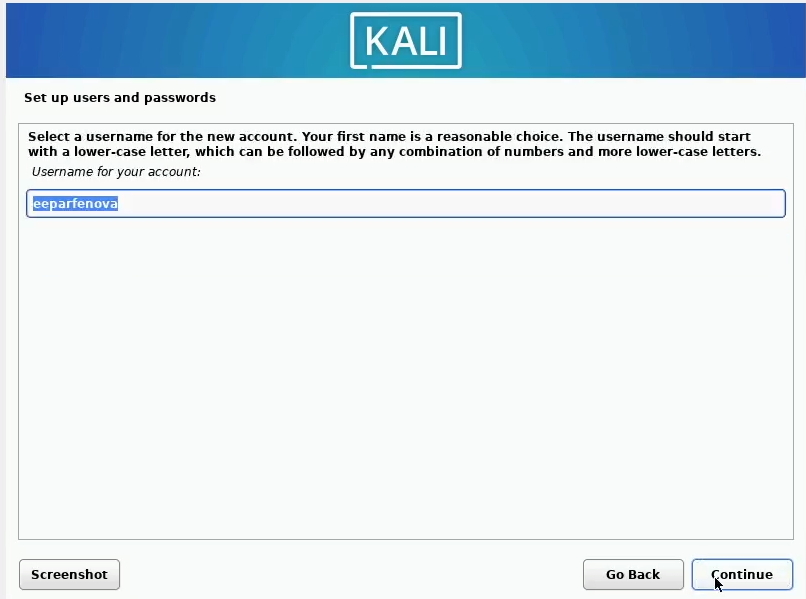 KALI
Set up users and passwords
Select a username for the new account. Your first name is a reasonable choice. The username should start
with a lower-case letter, which can be followed by any combination of numbers and more lower-case letters.
Username for your account:
eeparfenova
Screenshot
Go Back
Continue